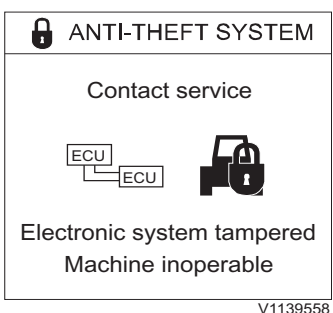 ANTI-THEFT SYSTEM
Contact service
ECU
ECU
Electronic system tampered
Machine inoperable
V1139558